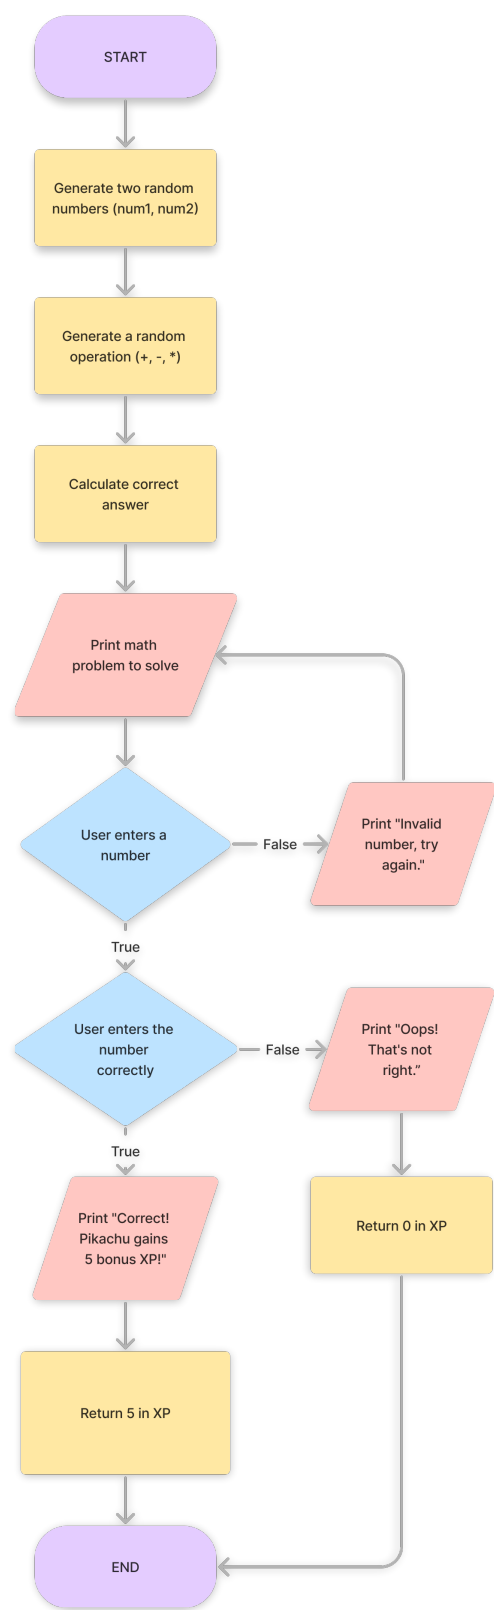 START
Generate two random
numbers (num1, num2)
Generate a random
operation (+, -, *)
Calculate correct
answer
Print math
problem to solve
User enters a
number
False
Print "Invalid
number, try
again."
True
User enters the
number
correctly
False
Print "Oops!
That's not
right.”
True
Print "Correct!
Pikachu gains
5 bonus XP!"
Return 0 in XP
Return 5 in XP
END